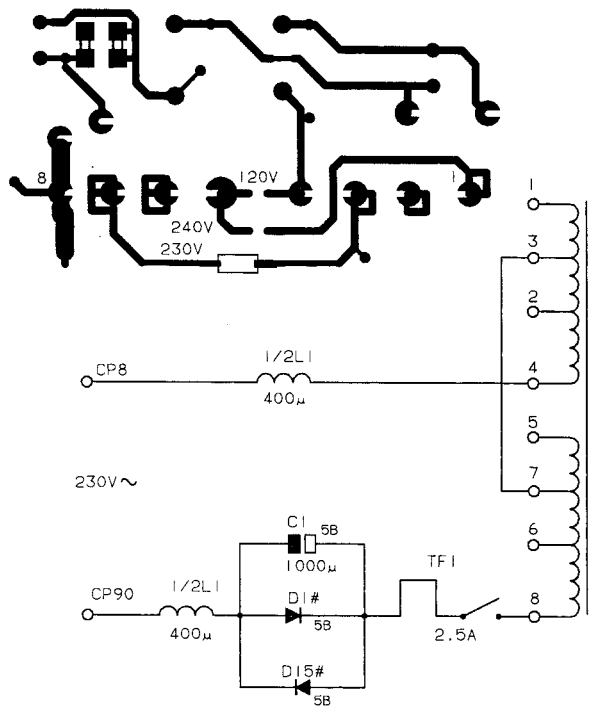 8
120V
1
240V
230V
1
3
2
1/2L1
4
CP8
400μ
5
7
230V~
C1 5B
6
1000μ
TF1
1/2L1
D1#
CP90
8
5B
400μ
2.5A
D15#
5B